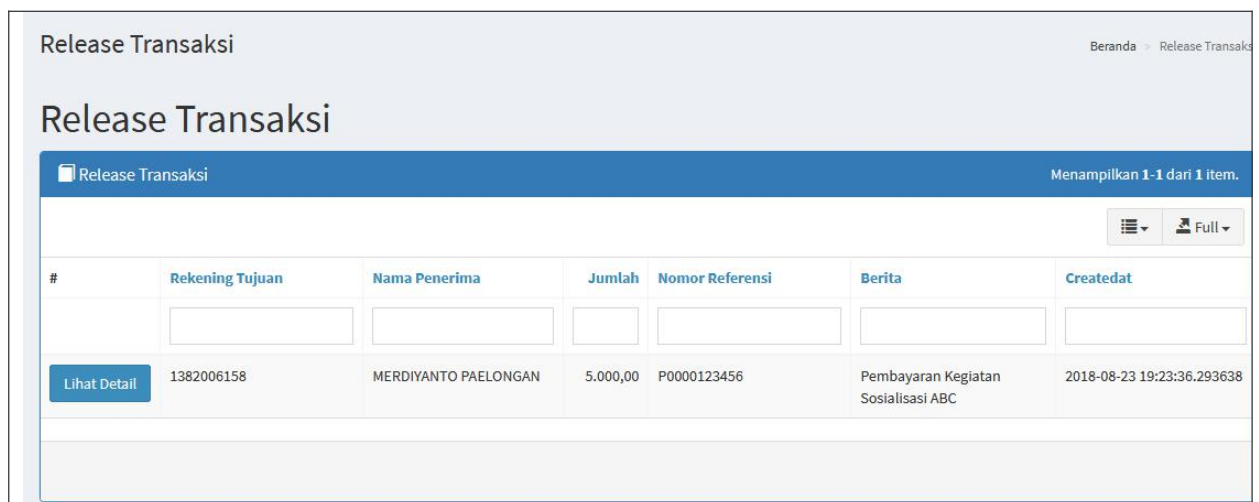 Release Transaksi
Beranda > Release Transaks
Release Transaksi
Release Transaksi
Menampilkan 1-1 dari 1 item.
Full
# Rekening Tujuan Nama Penerima Jumlah Nomor Referensi Berita Createdat
Lihat Detail 1382006158 MERDIYANTO PAELONGAN 5.000,00 P0000123456 Pembayaran Kegiatan 2018-08-23 19:23:36.293638
Sosialisasi ABC